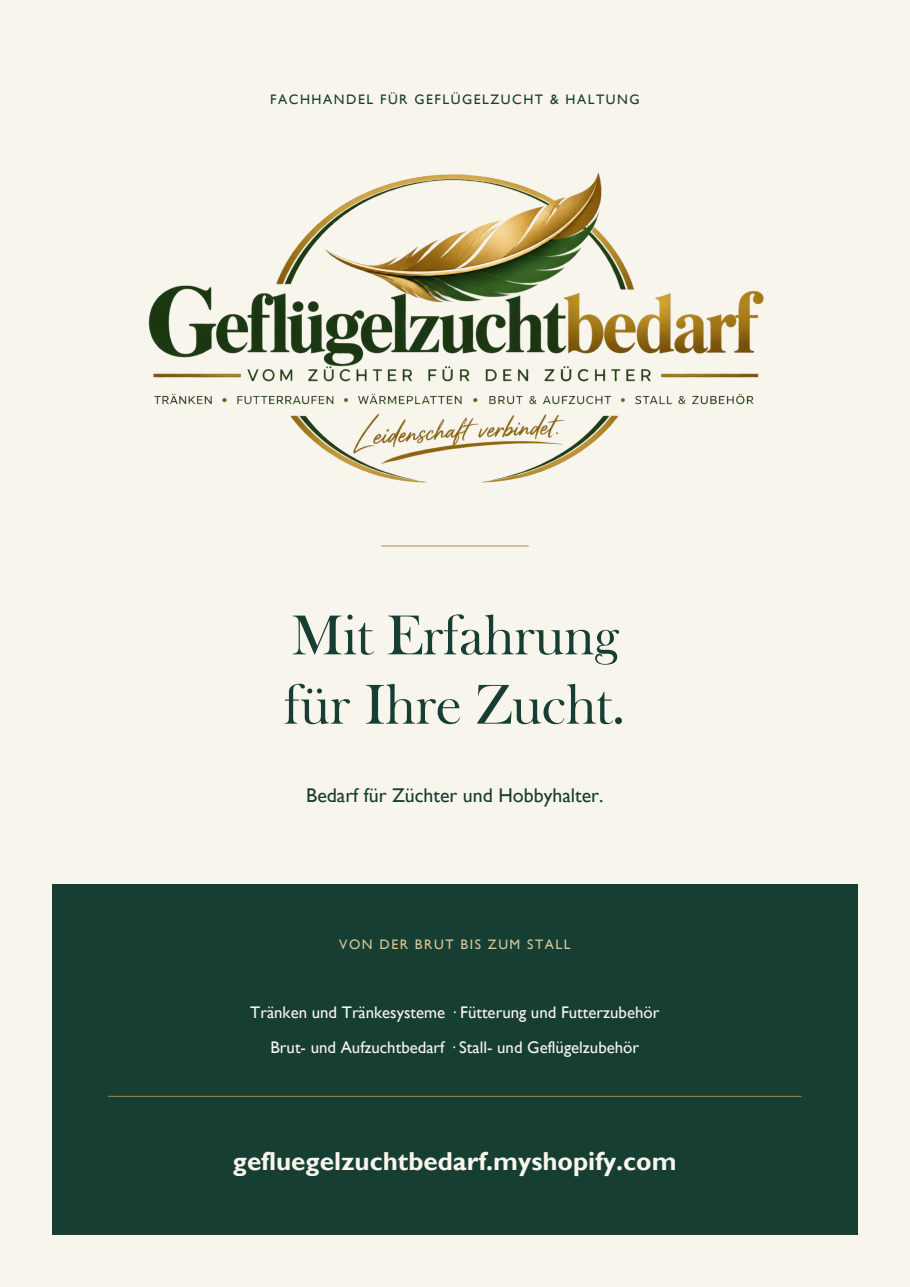 FACHHANDEL FÜR GEFLÜGELZUCHT & HALTUNG
Geflügelzuchtbedarf
VOM ZÜCHTER FÜR DEN ZÜCHTER
TRÄNKEN • FUTTERRAUFEN • WÄRMEPLATTEN • BRUT & AUFZUCHT • STALL & ZUBEHÖR
Leidenschaft verbindet.
Mit Erfahrung
für Ihre Zucht.
Bedarf für Züchter und Hobbyhalter.
VON DER BRUT BIS ZUM STALL
Tränken und Tränkesysteme · Fütterung und Futterzubehör
Brut- und Aufzuchtbedarf · Stall- und Geflügelzubehör
gefluegelzuchtbedarf.myshopify.com